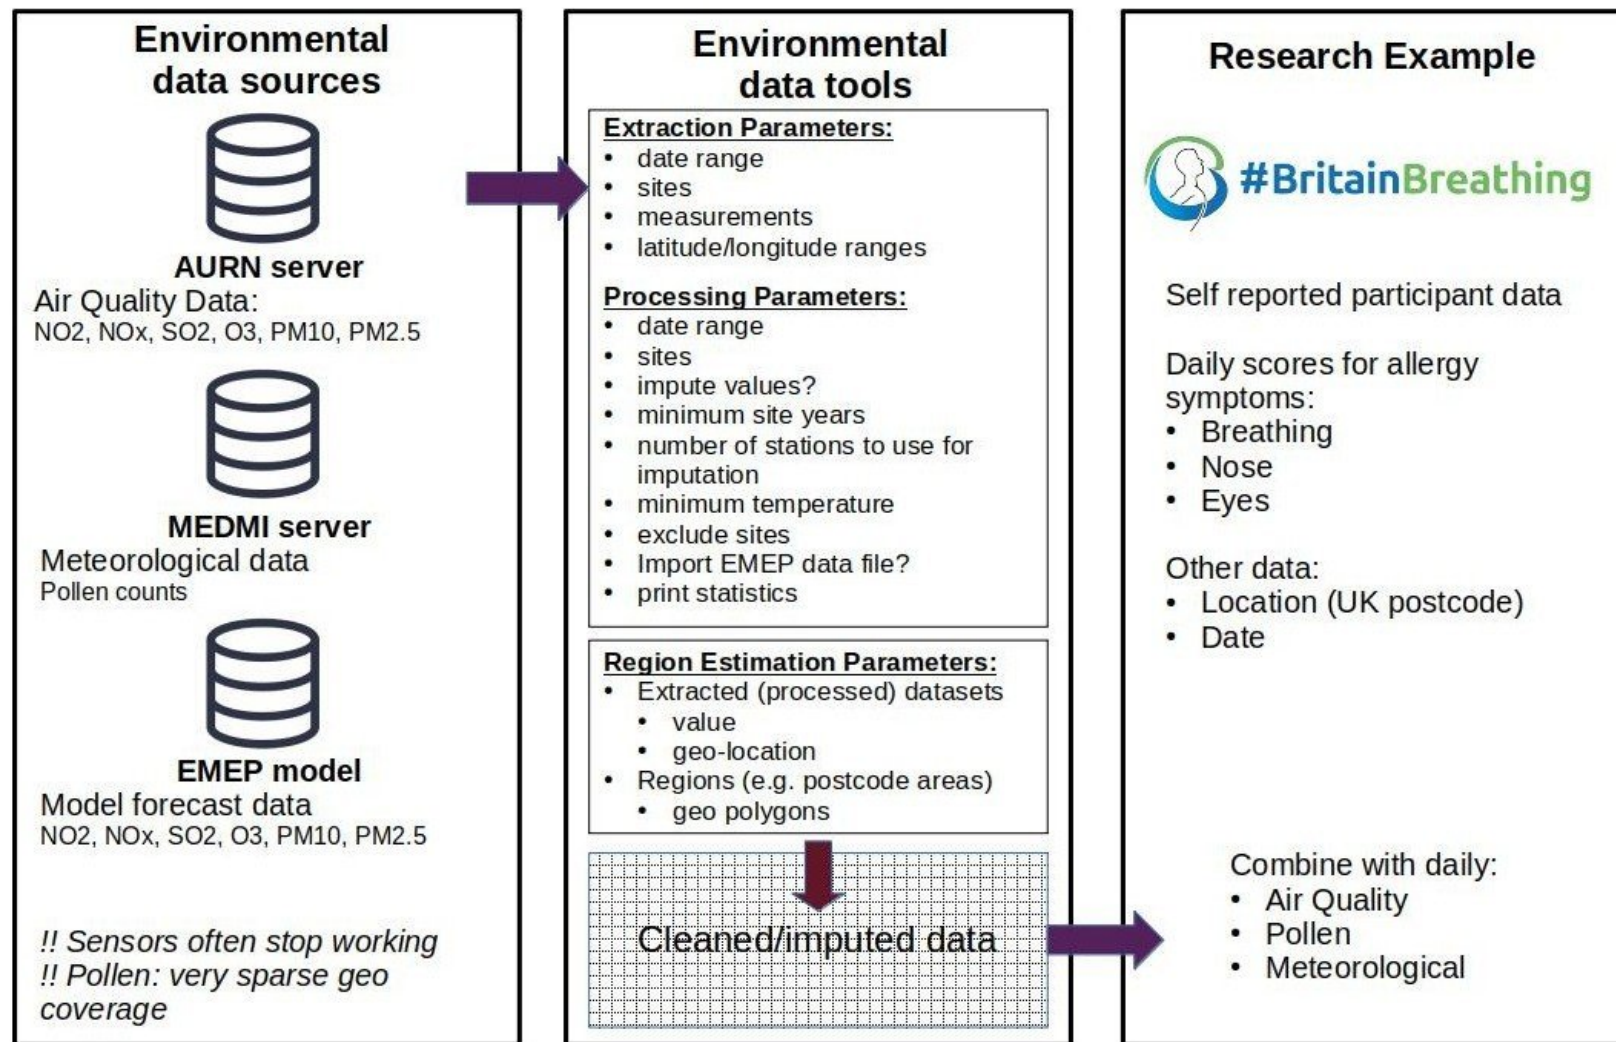 Environmental
data sources
AURN server
Air Quality Data:
NO2, NOx, SO2, O3, PM10, PM2.5
MEDMI server
Meteorological data
Pollen counts
EMEP model
Model forecast data
NO2, NOx, SO2, O3, PM10, PM2.5
!! Sensors often stop working
!! Pollen: very sparse geo
coverage
Environmental
data tools
Extraction Parameters:
• date range
• sites
• measurements
• latitude/longitude ranges
Processing Parameters:
• date range
• sites
• impute values?
• minimum site years
• number of stations to use for
imputation
• minimum temperature
• exclude sites
• Import EMEP data file?
• print statistics
Region Estimation Parameters:
• Extracted (processed) datasets
• value
• geo-location
• Regions (e.g. postcode areas)
• geo polygons
Cleaned/imputed data
Research Example
#BritainBreathing
Self reported participant data
Daily scores for allergy
symptoms:
• Breathing
• Nose
• Eyes
Other data:
• Location (UK postcode)
• Date
Combine with daily:
• Air Quality
• Pollen
• Meteorological